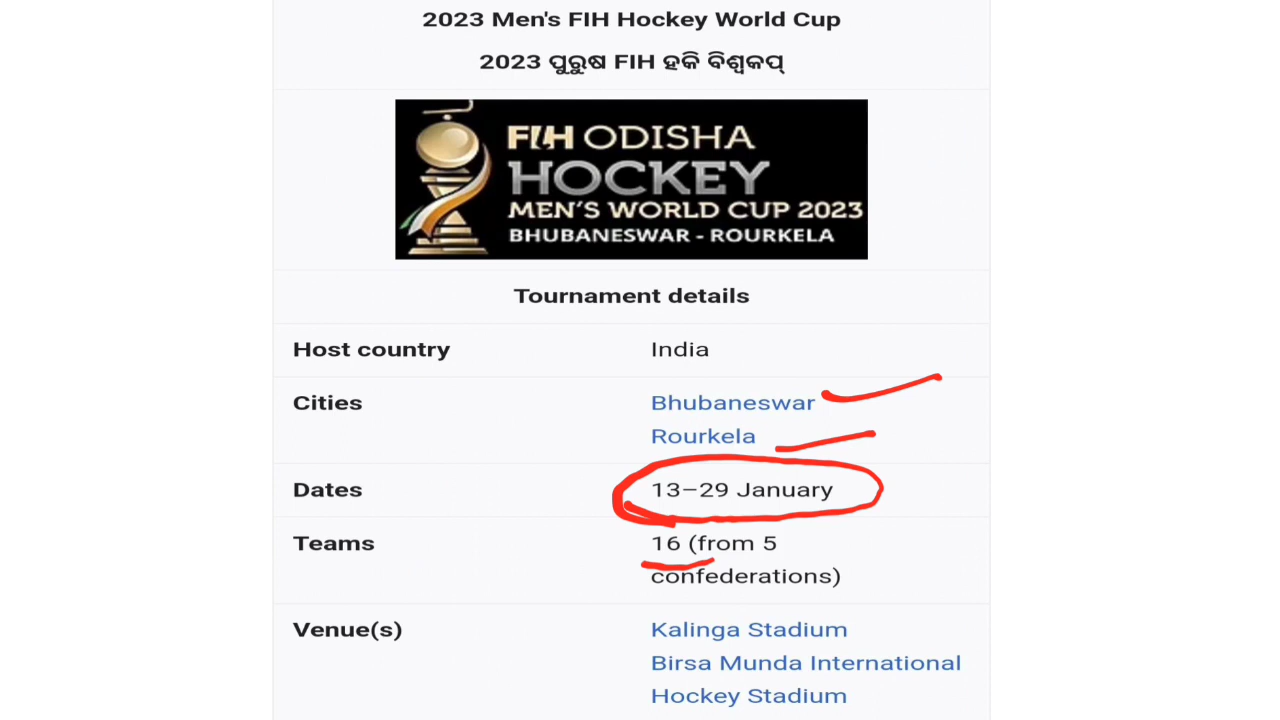 2023 Men's FIH Hockey World Cup
2023 ପୁରୁଷ FIH ହକି ବିଶ୍ୱକପ୍
FIH ODISHA
HOCKEY
MEN'S WORLD CUP 2023
BHUBANESWAR - ROURKELA
Tournament details
Host country India
Cities Bhubaneswar
Rourkela
Dates 13–29 January
Teams 16 (from 5
confederations)
Venue(s) Kalinga Stadium
Birsa Munda International
Hockey Stadium